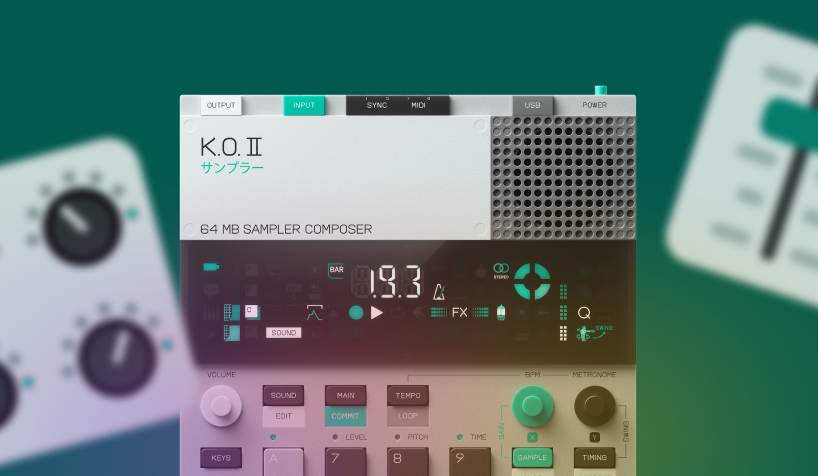 OUTPUT
INPUT
SYNC
MIDI
USB
POWER
K.O. II
サンプラー
64 MB SAMPLER COMPOSER
BAR
1.9.3
STEREO
C
FX
Q
SWING
SOUND
VOLUME
BPM
METRONOME
SOUND
MAIN
TEMPO
EDIT
COMMIT
LOOP
GAIN
X
Y
SWING
LEVEL
PITCH
TIME
KEYS
A
7
8
9
SAMPLE
TIMING